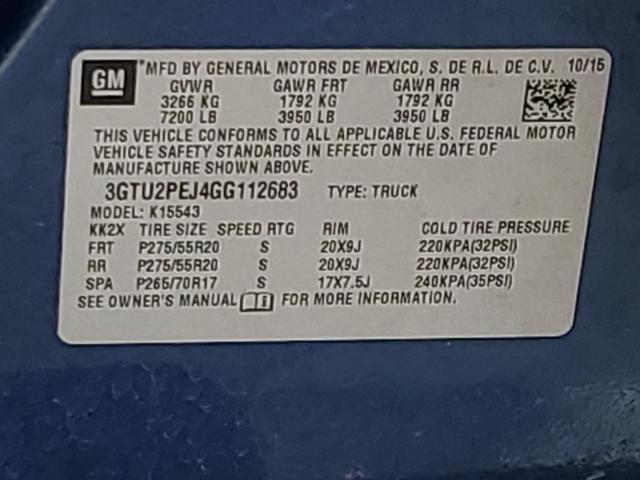 GM *MFD BY GENERAL MOTORS DE MEXICO, S. DE R.L. DE C.V. 10/15
GVWR GAWR FRT GAWR RR
3266 KG 1792 KG 1792 KG
7200 LB 3950 LB 3950 LB
THIS VEHICLE CONFORMS TO ALL APPLICABLE U.S. FEDERAL MOTOR
VEHICLE SAFETY STANDARDS IN EFFECT ON THE DATE OF
MANUFACTURE SHOWN ABOVE.
3GTU2PEJ4GG112683 TYPE: TRUCK
MODEL: K15543
KK2X TIRE SIZE SPEED RTG RIM COLD TIRE PRESSURE
FRT P275/55R20 S 20X9J 220KPA(32PSI)
RR P275/55R20 S 20X9J 220KPA(32PSI)
SPA P265/70R17 S 17X7.5J 240KPA(35PSI)
SEE OWNER'S MANUAL FOR MORE INFORMATION.